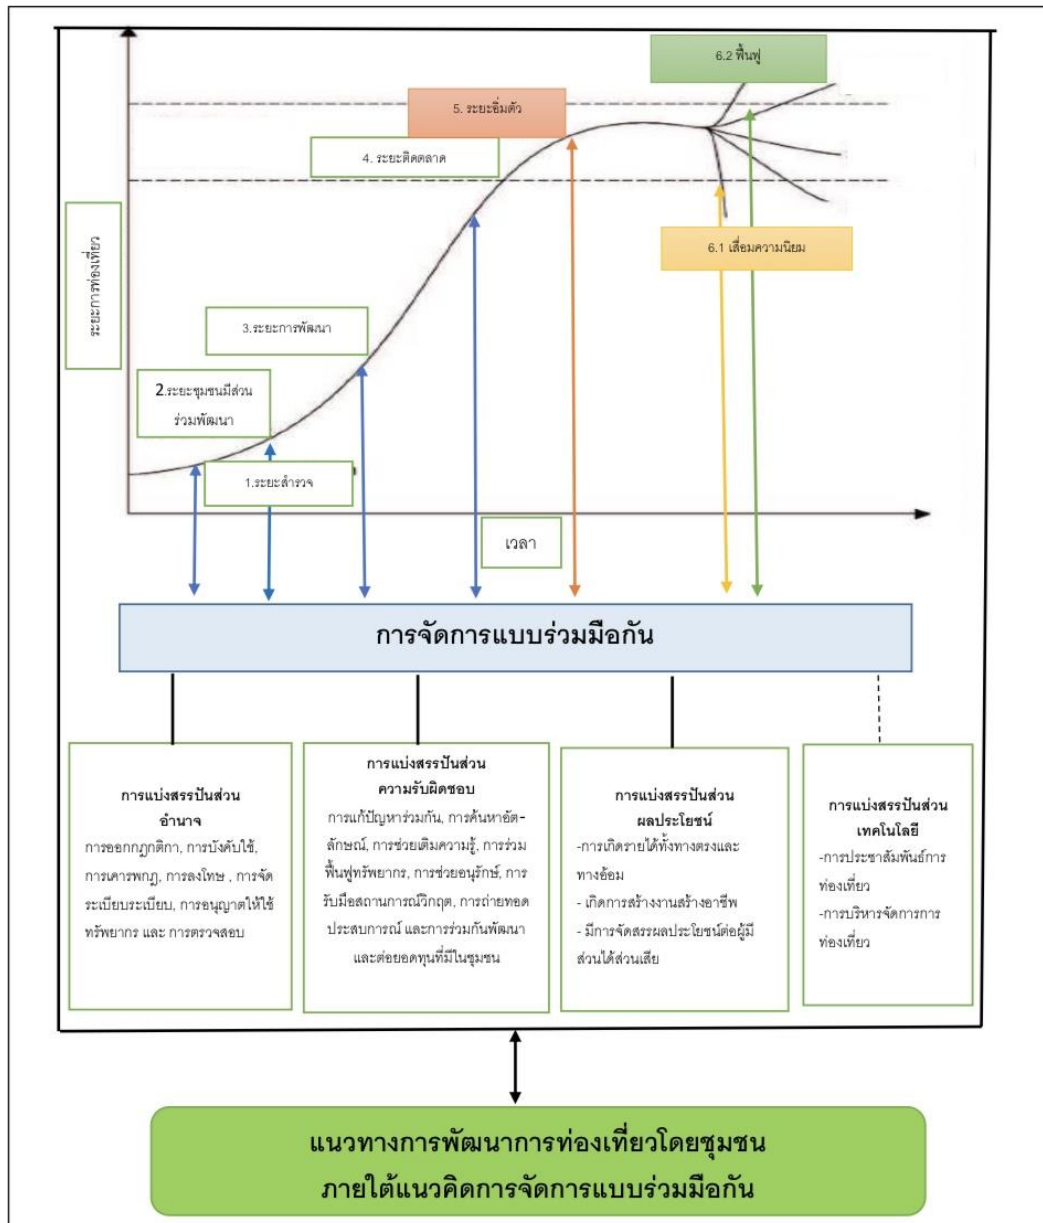 6.2 ฟื้นฟู
5. ระยะอิ่มตัว
4. ระยะติดตลาด
6.1 เสื่อมความนิยม
ระยะการท่องเที่ยว
3.ระยะการพัฒนา
2.ระยะชุมชนมีส่วน
ร่วมพัฒนา
1.ระยะสำรวจ
เวลา
การจัดการแบบร่วมมือกัน
การแบ่งสรรปันส่วน
อำนาจ
การออกกฎกติกา, การบังคับใช้,
การเคารพกฎ, การลงโทษ , การจัด
ระเบียบระเบียบ, การอนุญาตให้ใช้
ทรัพยากร และ การตรวจสอบ
การแบ่งสรรปันส่วน
ความรับผิดชอบ
การแก้ปัญหาร่วมกัน, การค้นหาอัต-
ลักษณ์, การช่วยเติมความรู้, การร่วม
ฟื้นฟูทรัพยากร, การช่วยอนุรักษ์, การ
รับมือสถานการณ์วิกฤต, การถ่ายทอด
ประสบการณ์ และการร่วมกันพัฒนา
และต่อยอดทุนที่มีในชุมชน
การแบ่งสรรปันส่วน
ผลประโยชน์
-การเกิดรายได้ทั้งทางตรงและ
ทางอ้อม
- เกิดการสร้างงานสร้างอาชีพ
- มีการจัดสรรผลประโยชน์ต่อผู้มี
ส่วนได้ส่วนเสีย
การแบ่งสรรปันส่วน
เทคโนโลยี
-การประชาสัมพันธ์การ
ท่องเที่ยว
-การบริหารจัดการการ
ท่องเที่ยว
แนวทางการพัฒนาการท่องเที่ยวโดยชุมชน
ภายใต้แนวคิดการจัดการแบบร่วมมือกัน